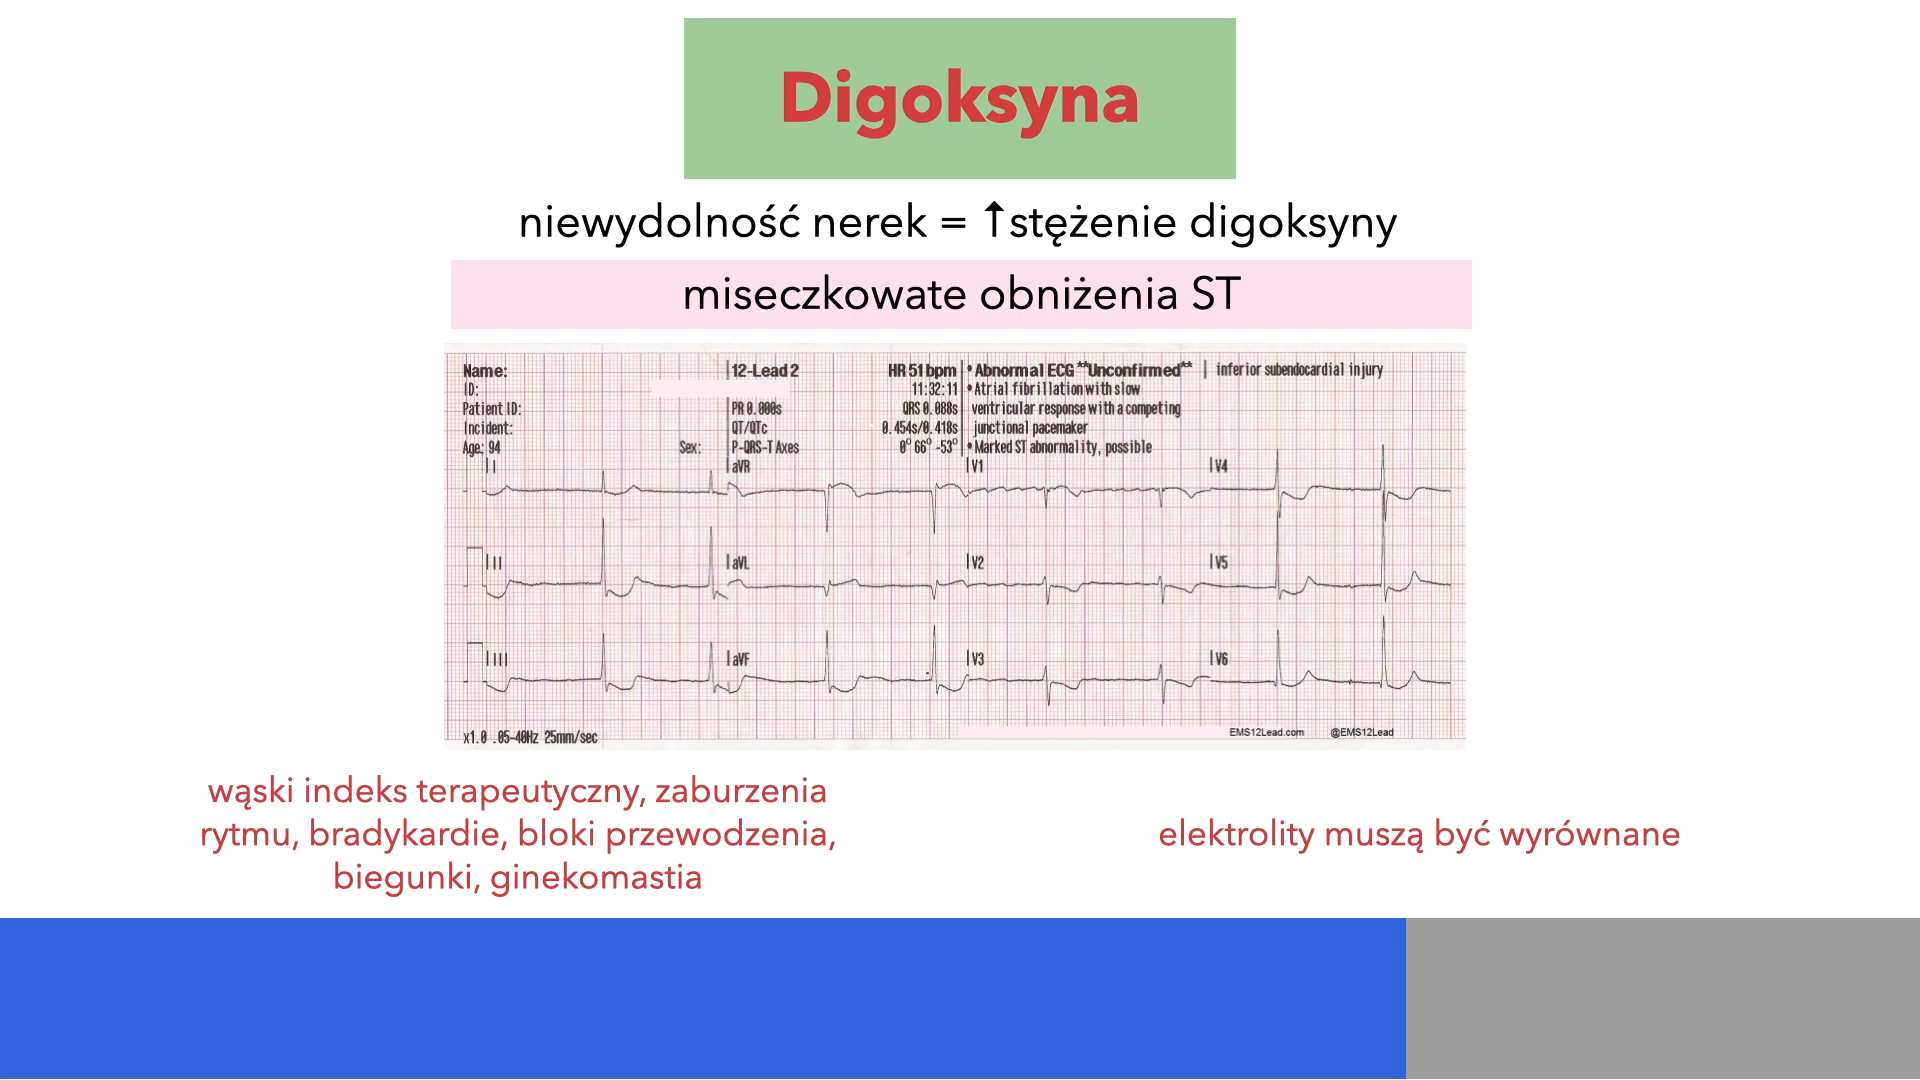 Digoksyna
niewydolność nerek = ↑stężenie digoksyny
miseczkowate obniżenia ST
Name:
ID:
Patient ID:
Incident:
Age: 94
Sex:
12-Lead 2
PR 0.000s
QT/QTc
P-QRS-T Axes
HR 51 bpm
11:32:11
QRS 0.088s
0.454s/0.418s
0° 66° -53°
• Abnormal ECG **Unconfirmed**
• Atrial fibrillation with slow
ventricular response with a competing
junctional pacemaker
• Marked ST abnormality, possible
inferior subendocardial injury
I
aVR
V1
V4
II
aVL
V2
V5
III
aVF
V3
V6
x1.0 .05-40Hz 25mm/sec
EMS12Lead.com
@EMS12Lead
wąski indeks terapeutyczny, zaburzenia
rytmu, bradykardie, bloki przewodzenia,
biegunki, ginekomastia
elektrolity muszą być wyrównane